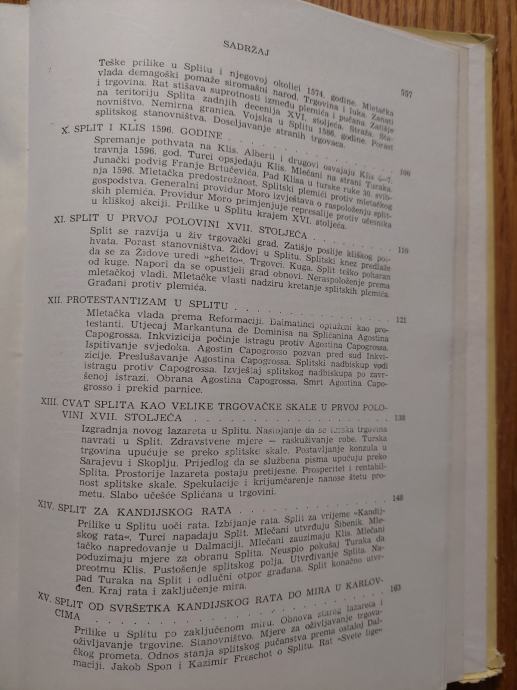 SADRŽAJ
557
Teške prilike u Splitu i njegovoj okolici 1574. godine. Mletačka
vlada demagoški pomaže siromašni narod. Trgovina i luka. Zanati
i trgovina. Rat stišava suprotnosti između plemića i pučana Zatišje
na teritoriju Splita zadnjih decenija XVI. stoljeća. Straža. Sta-
novništvo. Nemirna granica. Vojska u Splitu 1586. godine. Porast
splitskog stanovništva. Doseljavanje stranih trgovaca.
X. SPLIT I KLIS 1596. GODINE
Spremanje pothvata na Klis. Alberti i drugovi osvajaju Klis
travnja 1596. god. Turci opsjedaju Klis. Mlečani na strani Turaka.
Junački podvig Franje Brtučevića. Pad Klisa u turske ruke 30. svib-
nja 1596. Mletačka predostrožnost. Splitski plemići protiv mletačkog
gospodstva. Generalni providur Moro izvještava o raspoloženju split-
skih plemića. Providur Moro primjenjuje represalije protiv učesnika
u kliškoj akciji. Prilike u Splitu krajem XVI. stoljeća.
XI. SPLIT U PRVOJ POLOVINI XVII. STOLJEĆA
Split se razvija u živ trgovački grad. Zatišje poslije kliškog po-
hvata. Porast stanovništva. Židovi u Splitu. Splitski knez predlaže
da se za Židove uredi »ghetto«. Trgovci. Kuga. Split teško poharan
od kuge. Napori da se opustjeli grad obnovi. Neraspoloženje prema
mletačkoj vladi. Mletačke vlasti nadziru kretanje splitskih plemića.
Građani protiv plemića.
XII. PROTESTANTIZAM U SPLITU . . . 121
Mletačka vlada prema Reformaciji. Dalmatinci optuženi kao pro-
testanti. Utjecaj Markantuna de Dominisa na Splićanina Agostina
Capogrossa. Inkvizicija počinje istragu protiv Agostina Capogrossa.
Ispitivanje svjedoka. Agostin Capogrosso pozvan pred sud Inkvi-
zicije. Preslušavanje Agostina Capogrossa. Splitski nadbiskup vodi
istragu protiv Capogrossa. Izvještaj splitskog nadbiskupa po zavr-
šenoj istrazi. Obrana Agostina Capogrossa. Smrt Agostina Capo-
grosso i prekid parnice.
XIII. CVAT SPLITA KAO VELIKE TRGOVAČKE SKALE U PRVOJ POLO-
VINI XVII. STOLJEĆA . . . 138
Izgradnja novog lazareta u Splitu. Nastojanje da se turska trgovina
navrati u Split. Zdravstvene mjere — raskuživanje robe. Turska
trgovina upućuje se preko splitske skale. Postavljanje konzula u
Sarajevu i Skoplju. Prijedlog da se službena pisma upućuju preko
Splita. Prostorije lazareta postaju pretijesne. Prosperitet i rentabil-
nost splitske skale. Spekulacije i krijumčarenje nanose štetu pro-
metu. Slabo učešće Splićana u trgovini.
XIV. SPLIT ZA KANDIJSKOG RATA . . . 148
Prilike u Splitu uoči rata. Izbijanje rata. Split za vrijeme »Kandij-
skog rata«. Turci napadaju Split. Mlečani utvrđuju Šibenik. Mle-
tačko napredovanje u Dalmaciji. Mlečani zauzimaju Klis. Mlečani
poduzimaju mjere za obranu Splita. Neuspio pokušaj Turaka da
preotmu Klis. Pustošenje splitskog polja. Utvrđivanje Splita. Na-
pad Turaka na Split i odlučni otpor građana. Split konačno utvr-
đen. Kraj rata i zaključenje mira.
XV. SPLIT OD SVRŠETKA KANDIJSKOG RATA DO MIRA U KARLOV-
CIMA . . . 163
Prilike u Splitu po zaključenom miru. Obnova starog lazareta i
oživljavanje trgovine. Stanovništvo. Mjere za oživljavanje trgova-
čkog prometa. Odnos stanja splitskog pučanstva prema ostaloj Dal-
maciji. Jakob Spon i Kazimir Freschot o Splitu. Rat »Svete lige«